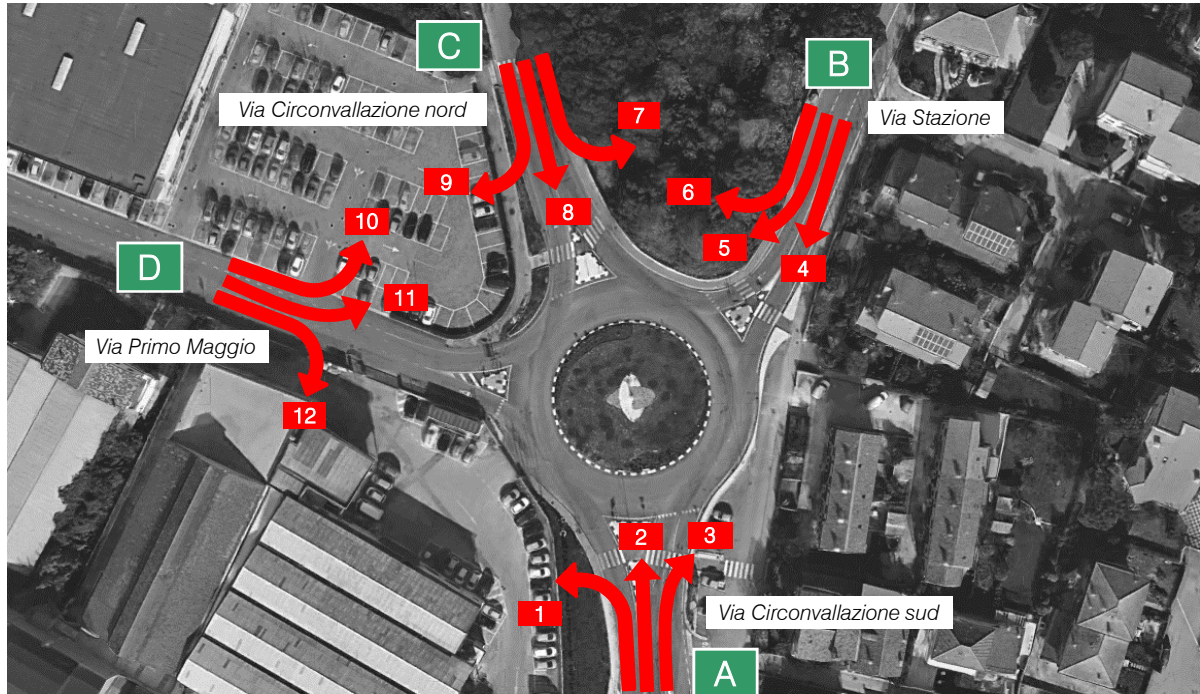 C
B
Via Circonvallazione nord
Via Stazione
7
9
6
8
10
5
4
D
11
Via Primo Maggio
12
2
3
1
Via Circonvallazione sud
A